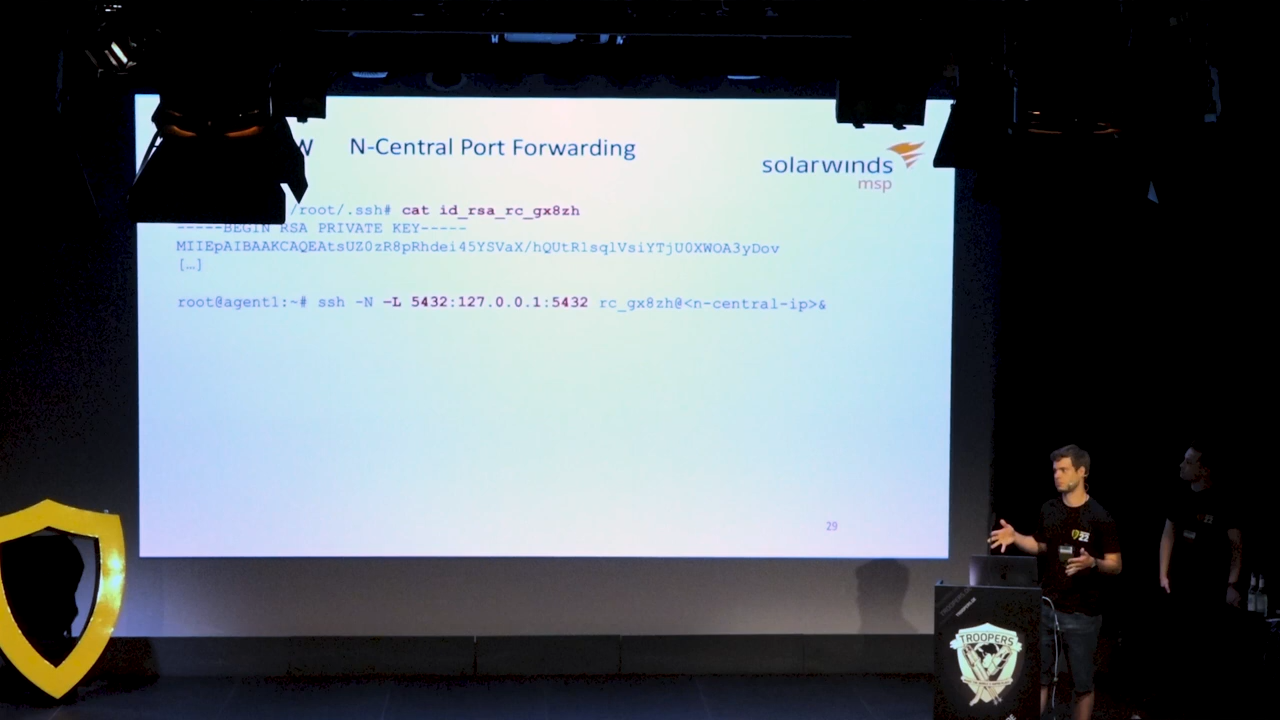 W N-Central Port Forwarding
solarwinds
msp
/root/.ssh# cat id_rsa_rc_gx8zh
-----BEGIN RSA PRIVATE KEY-----
MIIEpAIBAAKCAQEAtsUZ0zR8pRhdei45YSVaX/hQUtRlsqlVsiYTjU0XWOA3yDov
[…]
root@agent1:~# ssh -N -L 5432:127.0.0.1:5432 rc_gx8zh@<n-central-ip>&
29
22
TROOPERS